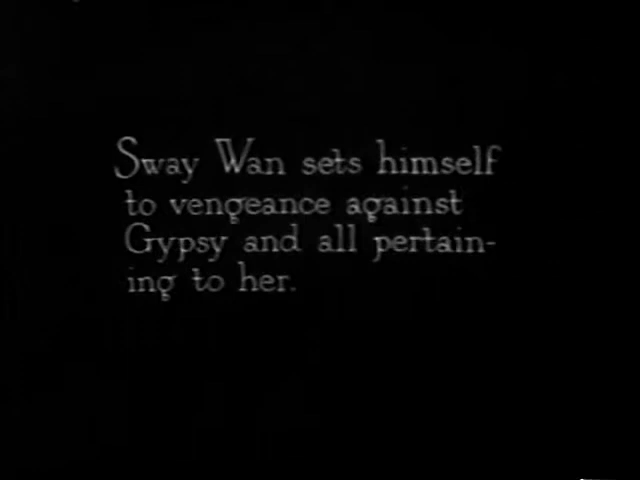 Sway Wan sets himself
to vengeance against
Gypsy and all pertain-
ing to her.